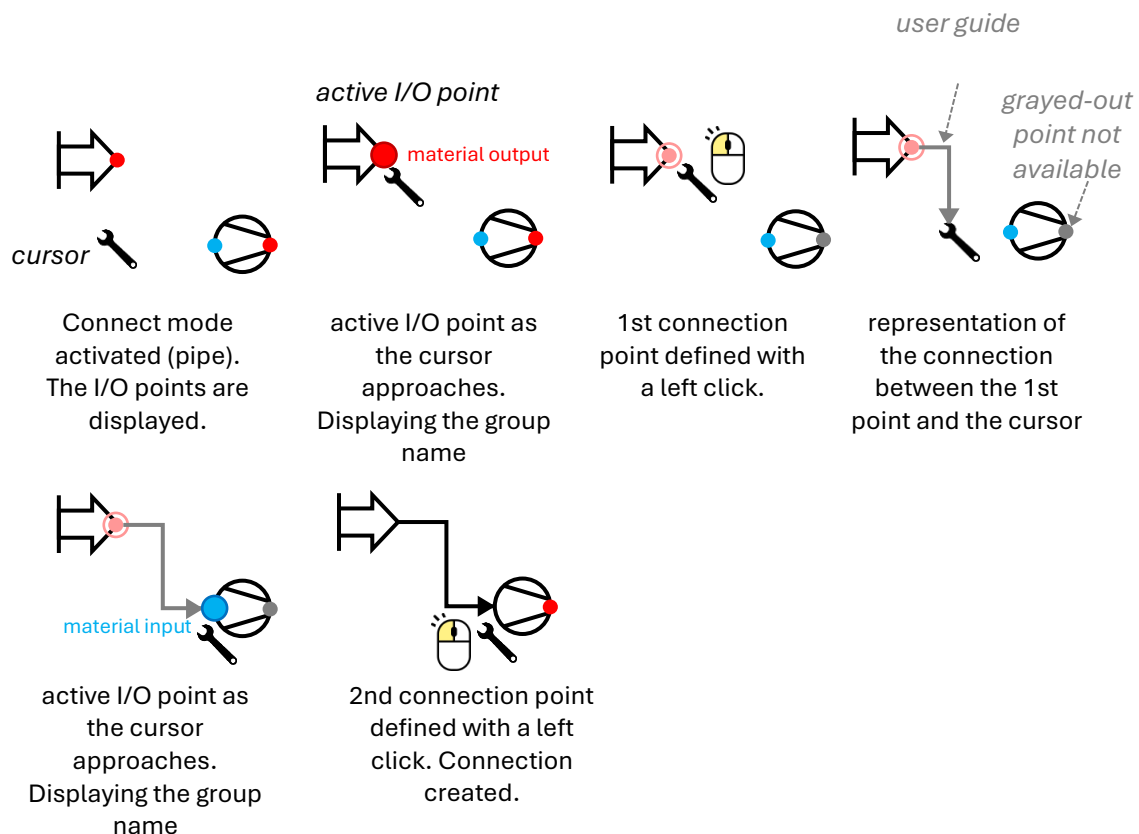 user guide
active I/O point
grayed-out
point not
available
material output
cursor
Connect mode
activated (pipe).
The I/O points are
displayed.
active I/O point as
the cursor
approaches.
Displaying the group
name
1st connection
point defined with
a left click.
representation of
the connection
between the 1st
point and the cursor
material input
active I/O point as
the cursor
approaches.
Displaying the group
name
2nd connection point
defined with a left
click. Connection
created.